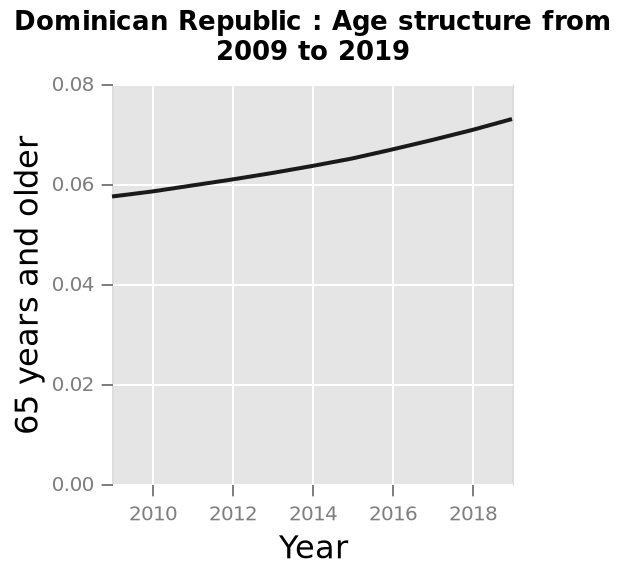 Dominican Republic : Age structure from
2009 to 2019
65 years and older
0.08
0.06
0.04
0.02
0.00
2010 2012 2014 2016 2018
Year